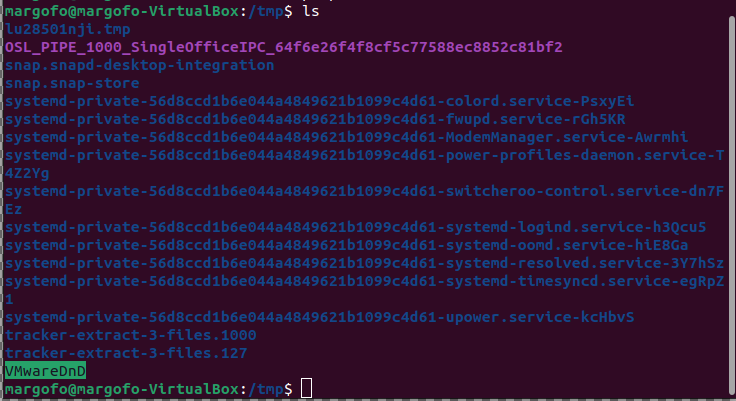 margofo@margofo-VirtualBox:/tmp$ ls
lu28501nji.tmp
OSL_PIPE_1000_SingleOfficeIPC_64f6e26f4f8cf5c77588ec8852c81bf2
snap.snapd-desktop-integration
snap.snap-store
systemd-private-56d8ccd1b6e044a4849621b1099c4d61-colord.service-PsxyEi
systemd-private-56d8ccd1b6e044a4849621b1099c4d61-fwupd.service-rGh5KR
systemd-private-56d8ccd1b6e044a4849621b1099c4d61-ModemManager.service-Awrmhi
systemd-private-56d8ccd1b6e044a4849621b1099c4d61-power-profiles-daemon.service-T
4Z2Yg
systemd-private-56d8ccd1b6e044a4849621b1099c4d61-switcheroo-control.service-dn7F
Ez
systemd-private-56d8ccd1b6e044a4849621b1099c4d61-systemd-logind.service-h3Qcu5
systemd-private-56d8ccd1b6e044a4849621b1099c4d61-systemd-oomd.service-hiE8Ga
systemd-private-56d8ccd1b6e044a4849621b1099c4d61-systemd-resolved.service-3Y7hSz
systemd-private-56d8ccd1b6e044a4849621b1099c4d61-systemd-timesyncd.service-egRpZ
1
systemd-private-56d8ccd1b6e044a4849621b1099c4d61-upower.service-kcHbvS
tracker-extract-3-files.1000
tracker-extract-3-files.127
VMwareDnD
margofo@margofo-VirtualBox:/tmp$